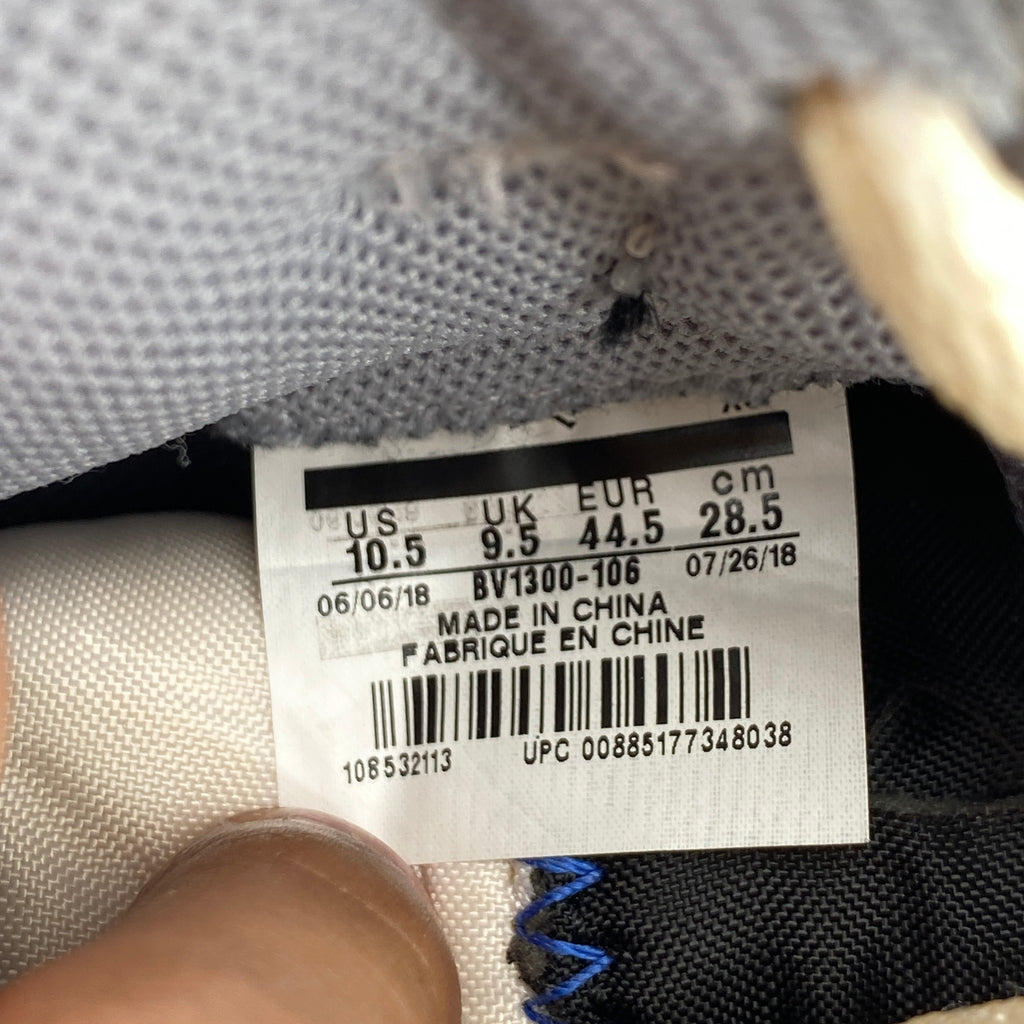 US UK EUR cm
10.5 9.5 44.5 28.5
06/06/18 BV1300-106 07/26/18
MADE IN CHINA
FABRIQUE EN CHINE
108532113 UPC 00885177348038